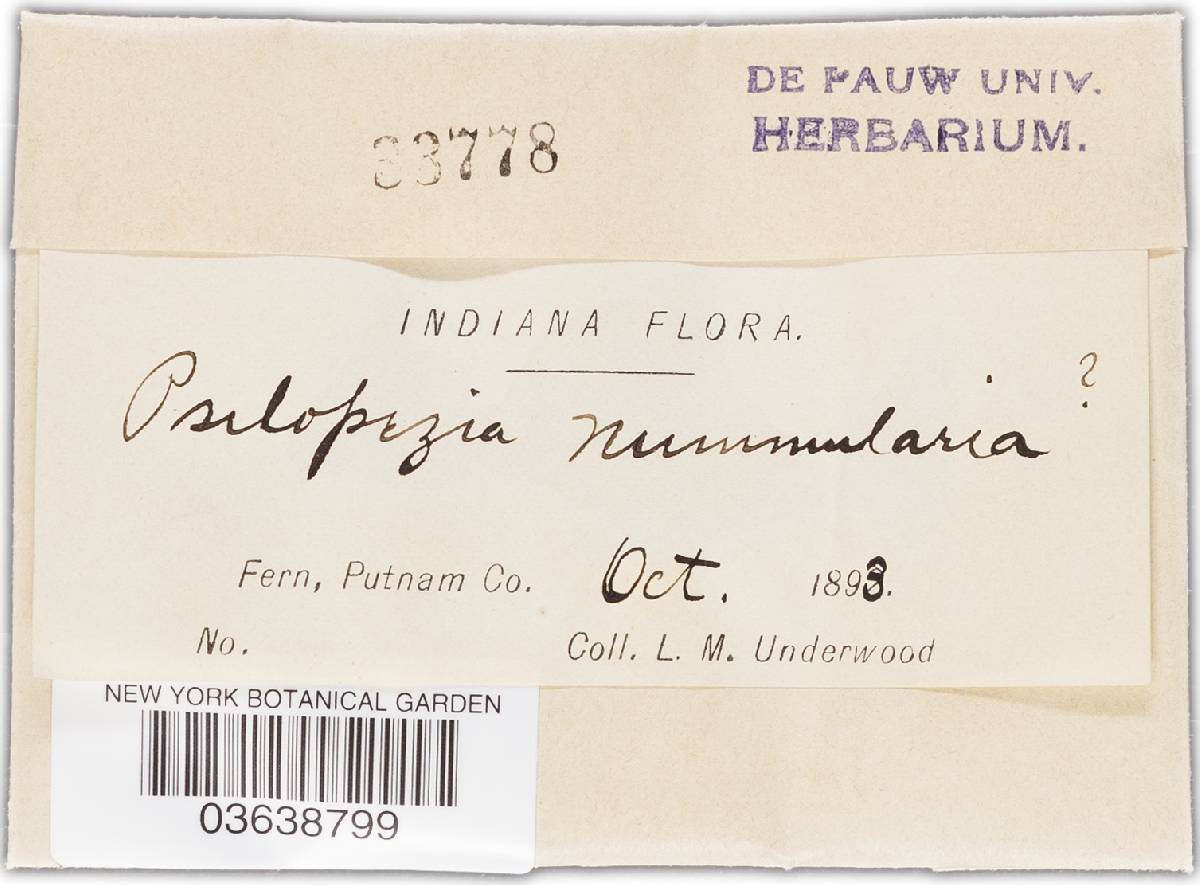 DE PAUW UNIV.
HERBARIUM.
33778
INDIANA FLORA.
Psilopezia nummularia ?
Fern, Putnam Co. Oct. 1893.
No. Coll. L. M. Underwood
NEW YORK BOTANICAL GARDEN
03638799